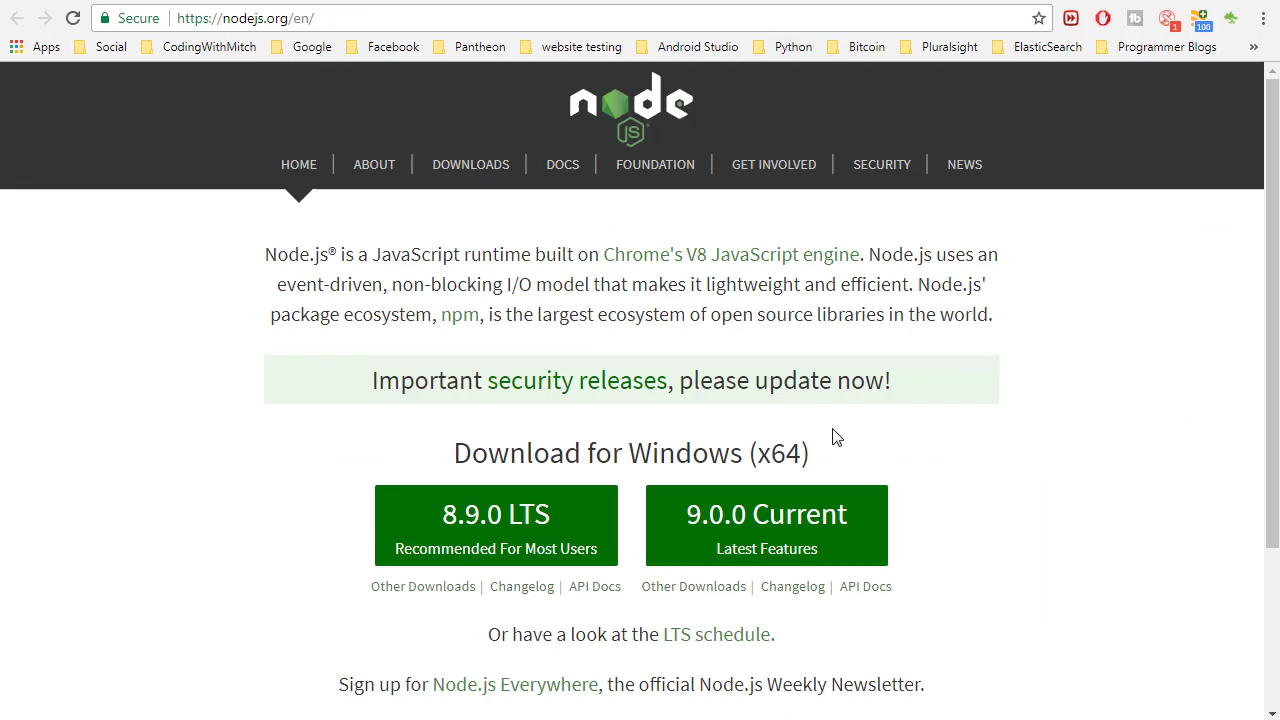 Secure https://nodejs.org/en/
1
100
Apps Social CodingWithMitch Google Facebook Pantheon website testing Android Studio Python Bitcoin Pluralsight ElasticSearch Programmer Blogs »
node
JS
HOME ABOUT DOWNLOADS DOCS FOUNDATION GET INVOLVED SECURITY NEWS
Node.js® is a JavaScript runtime built on Chrome's V8 JavaScript engine. Node.js uses an
event-driven, non-blocking I/O model that makes it lightweight and efficient. Node.js'
package ecosystem, npm, is the largest ecosystem of open source libraries in the world.
Important security releases, please update now!
Download for Windows (x64)
8.9.0 LTS
Recommended For Most Users
9.0.0 Current
Latest Features
Other Downloads | Changelog | API Docs
Other Downloads | Changelog | API Docs
Or have a look at the LTS schedule.
Sign up for Node.js Everywhere, the official Node.js Weekly Newsletter.